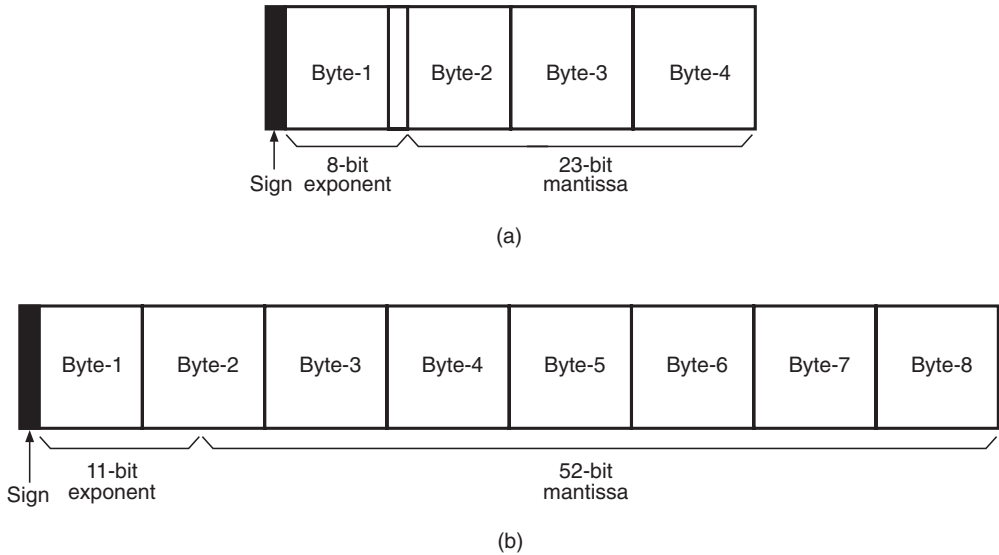 Byte-1 Byte-2 Byte-3 Byte-4
8-bit 23-bit
Sign exponent mantissa
(a)
Byte-1 Byte-2 Byte-3 Byte-4 Byte-5 Byte-6 Byte-7 Byte-8
11-bit 52-bit
Sign exponent mantissa
(b)